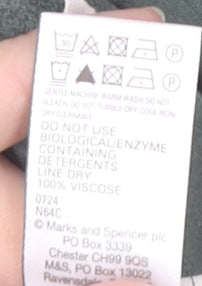 30 P
P
GENTLE MACHINE WARM WASH DO NOT
BLEACH DO NOT TUMBLE DRY COOL IRON
DRY CLEANABLE
DO NOT USE
BIOLOGICAL/ENZYME
CONTAINING
DETERGENTS
LINE DRY
100% VISCOSE
0724
N64C
© Marks and Spencer plc
PO Box 3339
Chester CH99 9QS
M&S, PO Box 13022